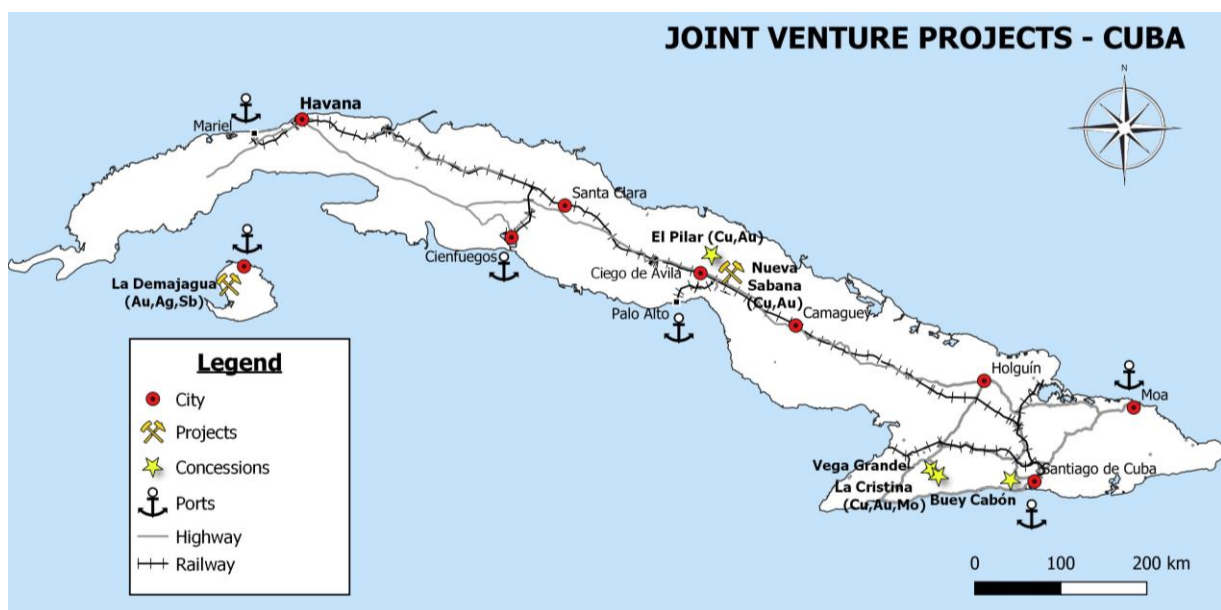 JOINT VENTURE PROJECTS - CUBA
N
Havana
Mariel
Santa Clara
El Pilar (Cu,Au)
Cienfuegos
Ciego de Ávila
Nueva
Sabana
(Cu,Au)
La Demajagua
(Au,Ag,Sb)
Palo Alto
Camaguey
Legend
City
Projects
Concessions
Ports
Highway
Railway
Holguín
Moa
Vega Grande
La Cristina
(Cu,Au,Mo)
Buey Cabón
Santiago de Cuba
0 100 200 km